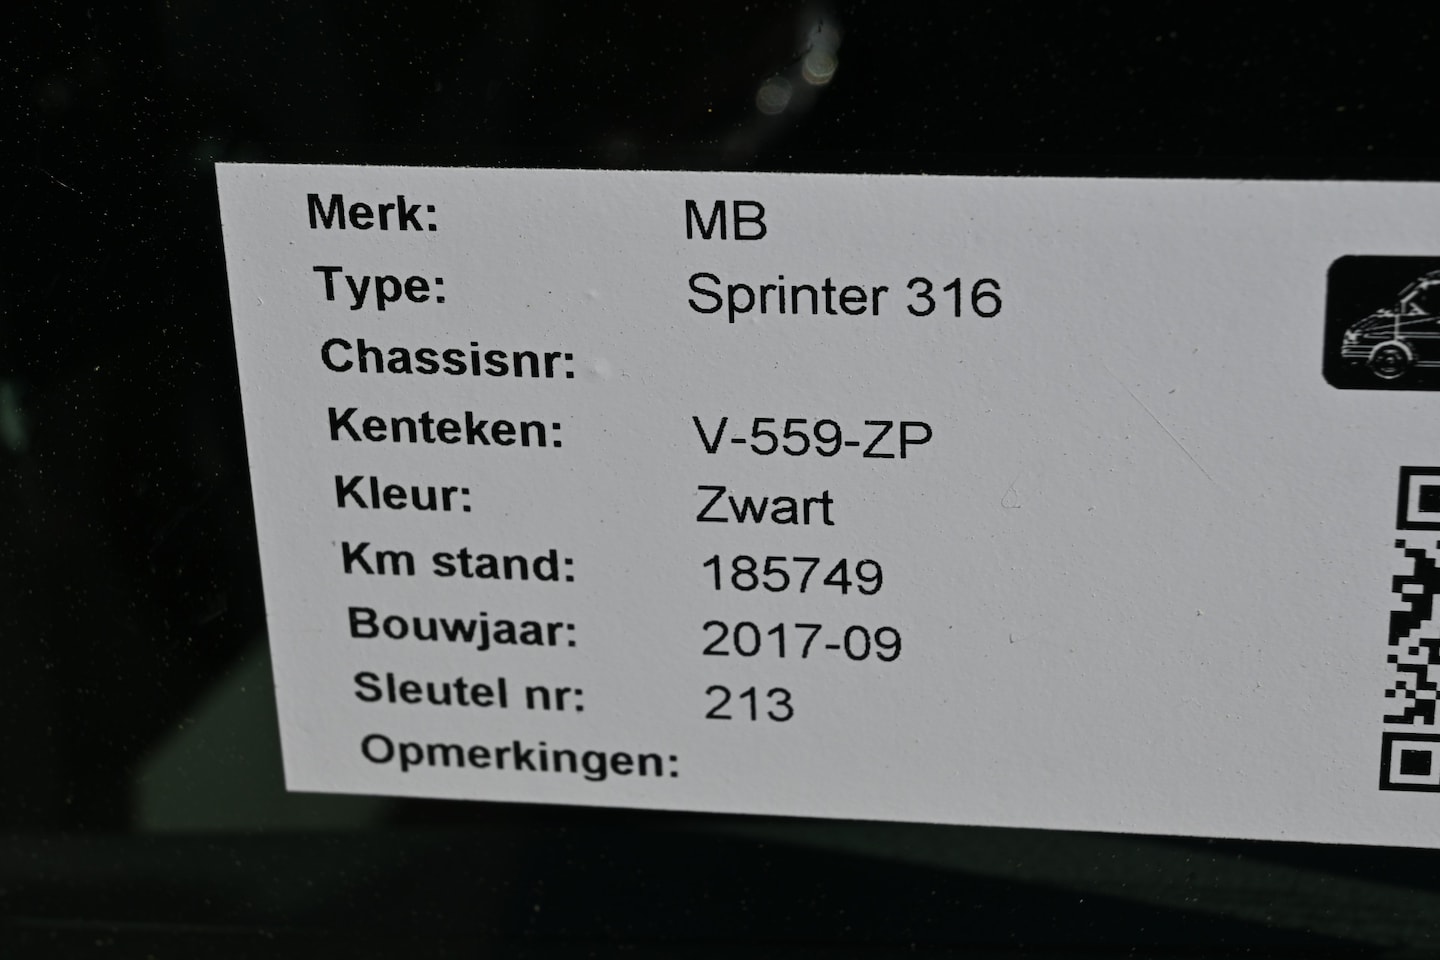 Merk: MB
Type: Sprinter 316
Chassisnr:
Kenteken: V-559-ZP
Kleur: Zwart
Km stand: 185749
Bouwjaar: 2017-09
Sleutel nr: 213
Opmerkingen: